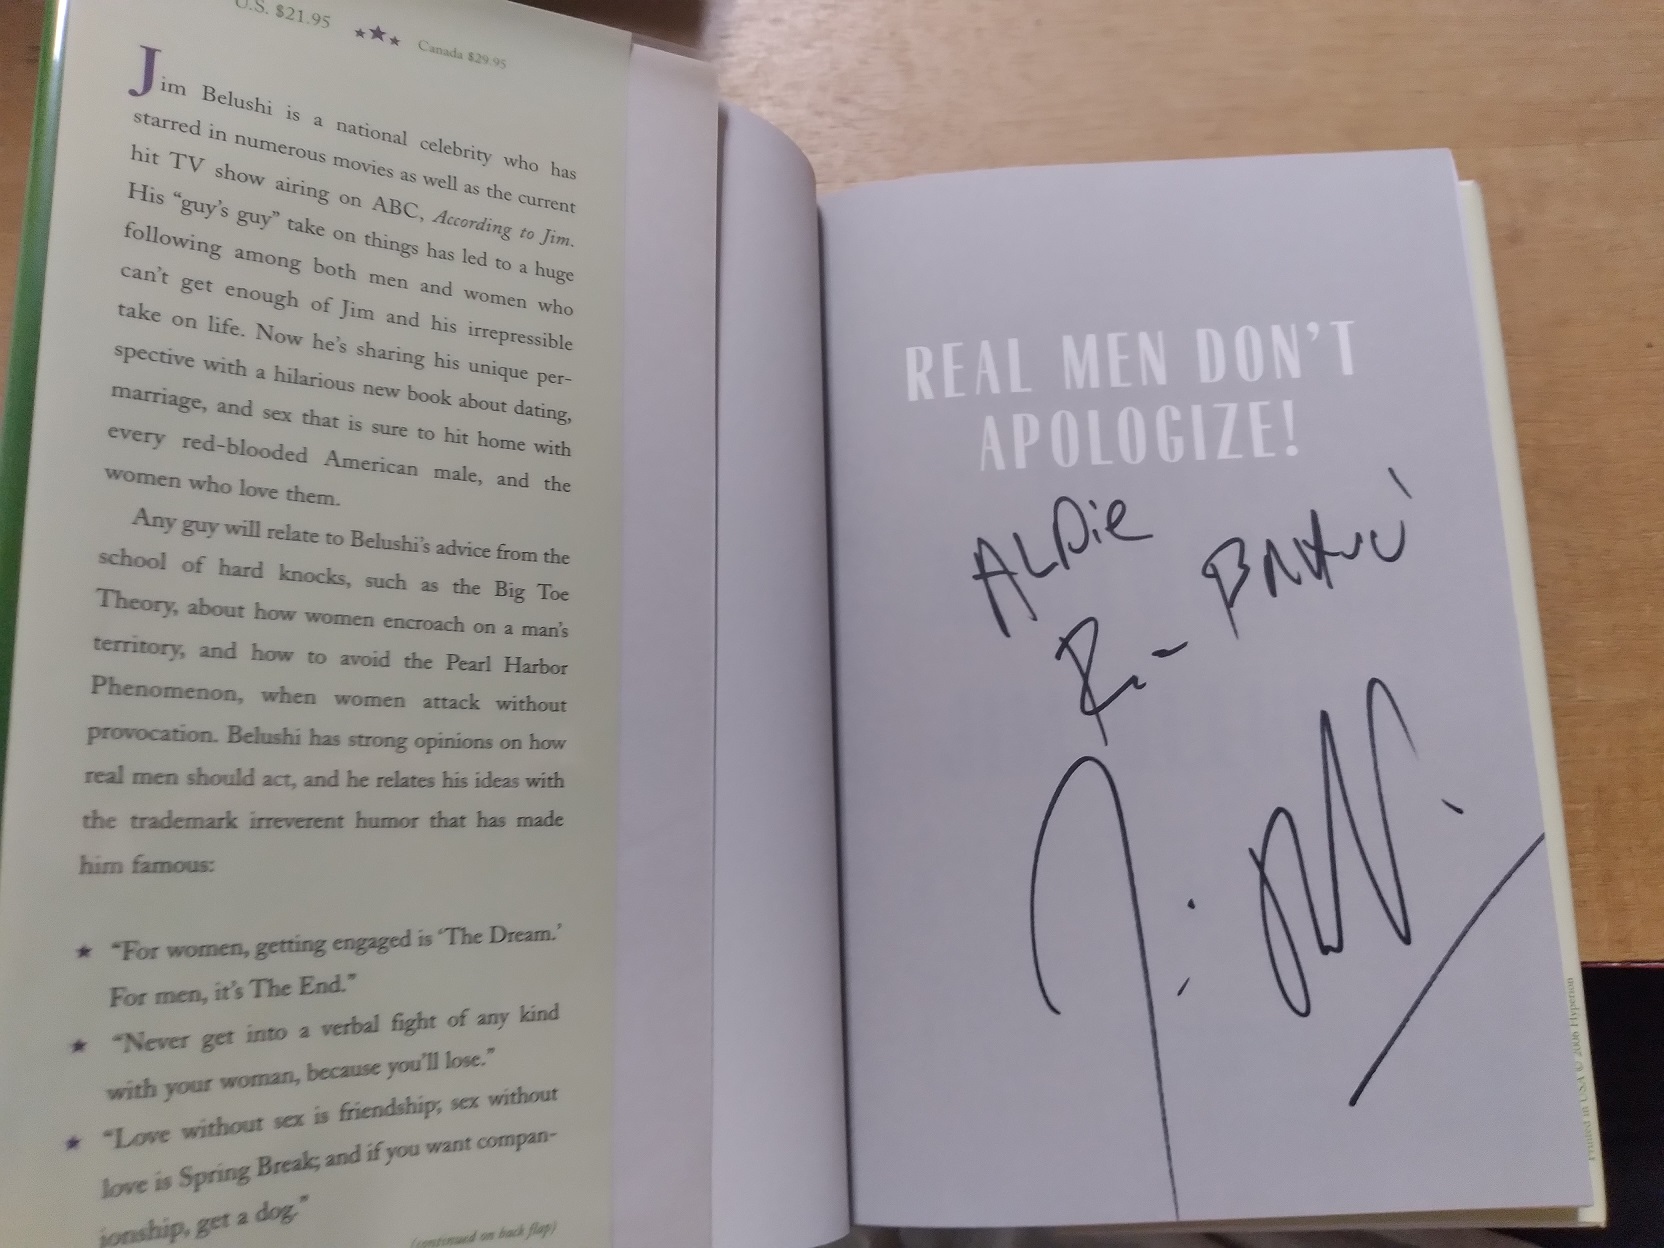 U.S. $21.95
Canada $29.95
Jim Belushi is a national celebrity who has
starred in numerous movies as well as the current
hit TV show airing on ABC, According to Jim.
His “guy’s guy” take on things has led to a huge
following among both men and women who
can’t get enough of Jim and his irrepressible
take on life. Now he’s sharing his unique per-
spective with a hilarious new book about dating,
marriage, and sex that is sure to hit home with
every red-blooded American male, and the
women who love them.
Any guy will relate to Belushi’s advice from the
school of hard knocks, such as the Big Toe
Theory, about how women encroach on a man’s
territory, and how to avoid the Pearl Harbor
Phenomenon, when women attack without
provocation. Belushi has strong opinions on how
real men should act, and he relates his ideas with
the trademark irreverent humor that has made
him famous:
★ “For women, getting engaged is ‘The Dream.’
For men, it’s The End.”
★ “Never get into a verbal fight of any kind
with your woman, because you’ll lose.”
★ “Love without sex is friendship; sex without
love is Spring Break; and if you want compan-
ionship, get a dog.”
(continued on back flap)
REAL MEN DON’T
APOLOGIZE!
ALDIE
Printed in USA © 2006 Hyperion